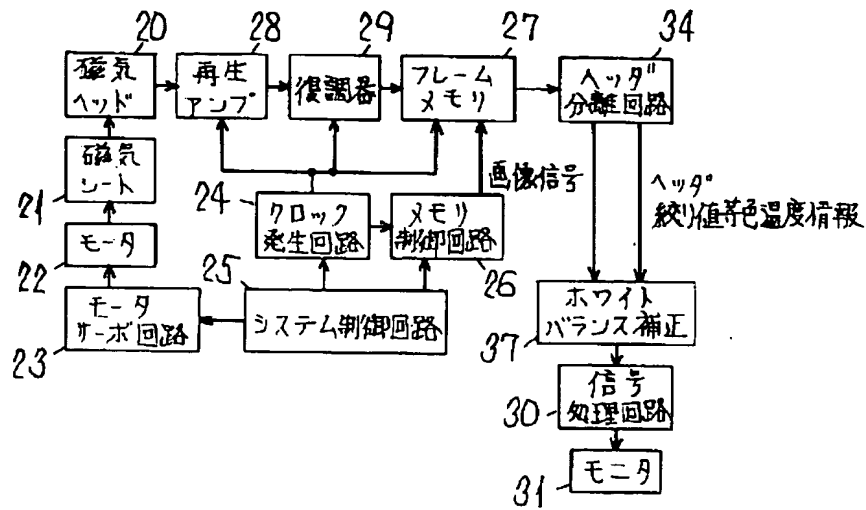 20
28
29
27
34
磁気
ヘッド
再生
アンプ
復調器
フレーム
メモリ
ヘッダ
分離回路
磁気
シート
21
画像信号
ヘッダ
絞り値等色温度情報
24
クロック
発生回路
メモリ
制御回路
26
モータ
22
25
モータ
サーボ回路
23
システム制御回路
ホワイト
バランス補正
37
信号
処理回路
30
モニタ
31